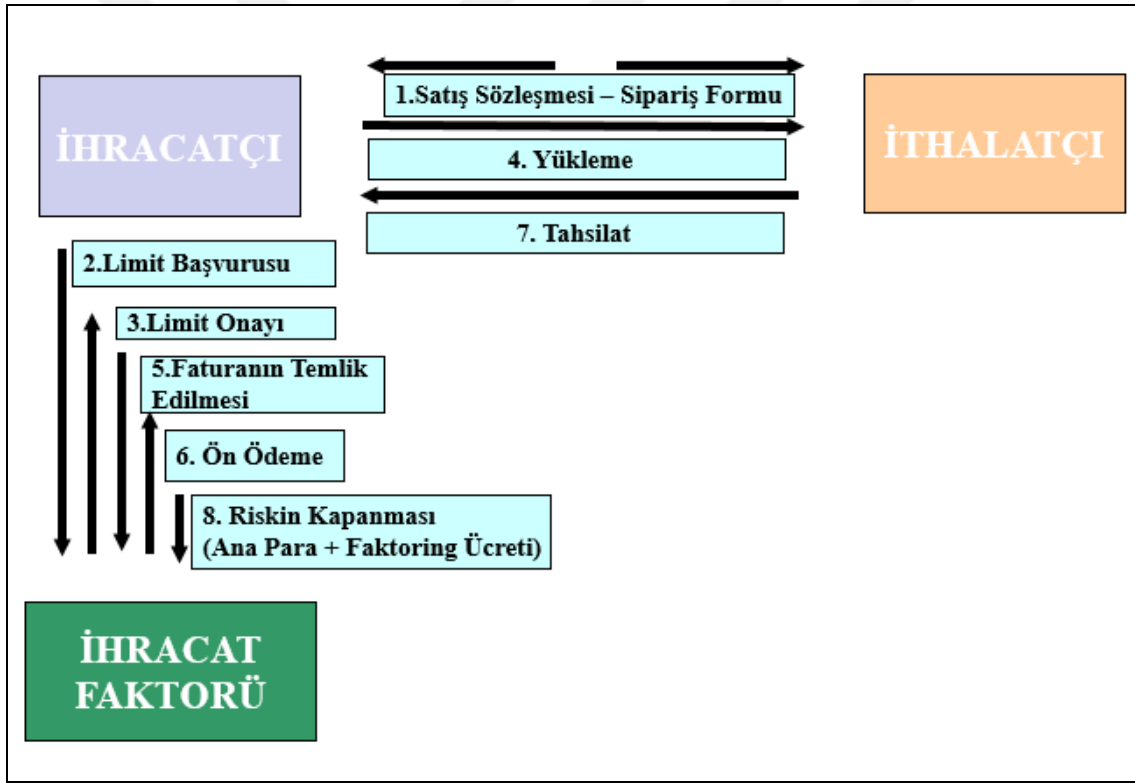 1.Satış Sözleşmesi – Sipariş Formu
İHRACATÇI
İTHALATÇI
4. Yükleme
7. Tahsilat
2.Limit Başvurusu
3.Limit Onayı
5.Faturanın Temlik
Edilmesi
6. Ön Ödeme
8. Riskin Kapanması
(Ana Para + Faktoring Ücreti)
İHRACAT
FAKTORÜ